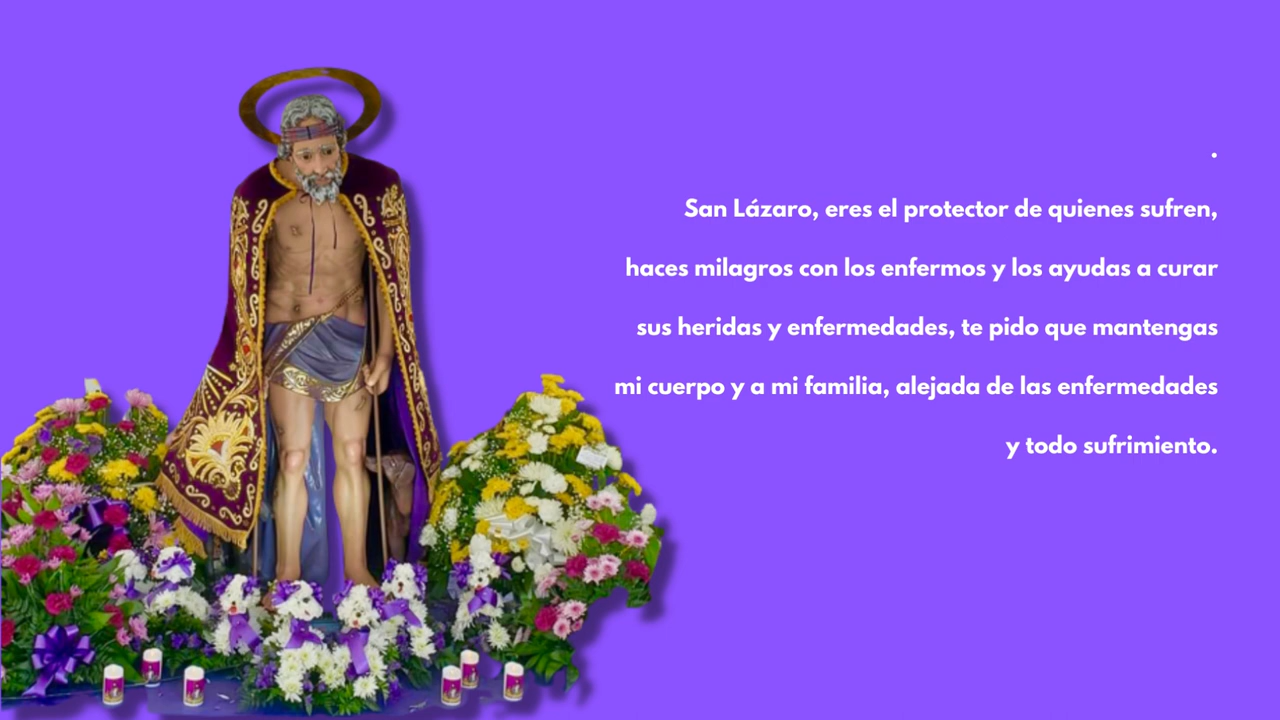 .
San Lázaro, eres el protector de quienes sufren,
haces milagros con los enfermos y los ayudas a curar
sus heridas y enfermedades, te pido que mantengas
mi cuerpo y a mi familia, alejada de las enfermedades
y todo sufrimiento.